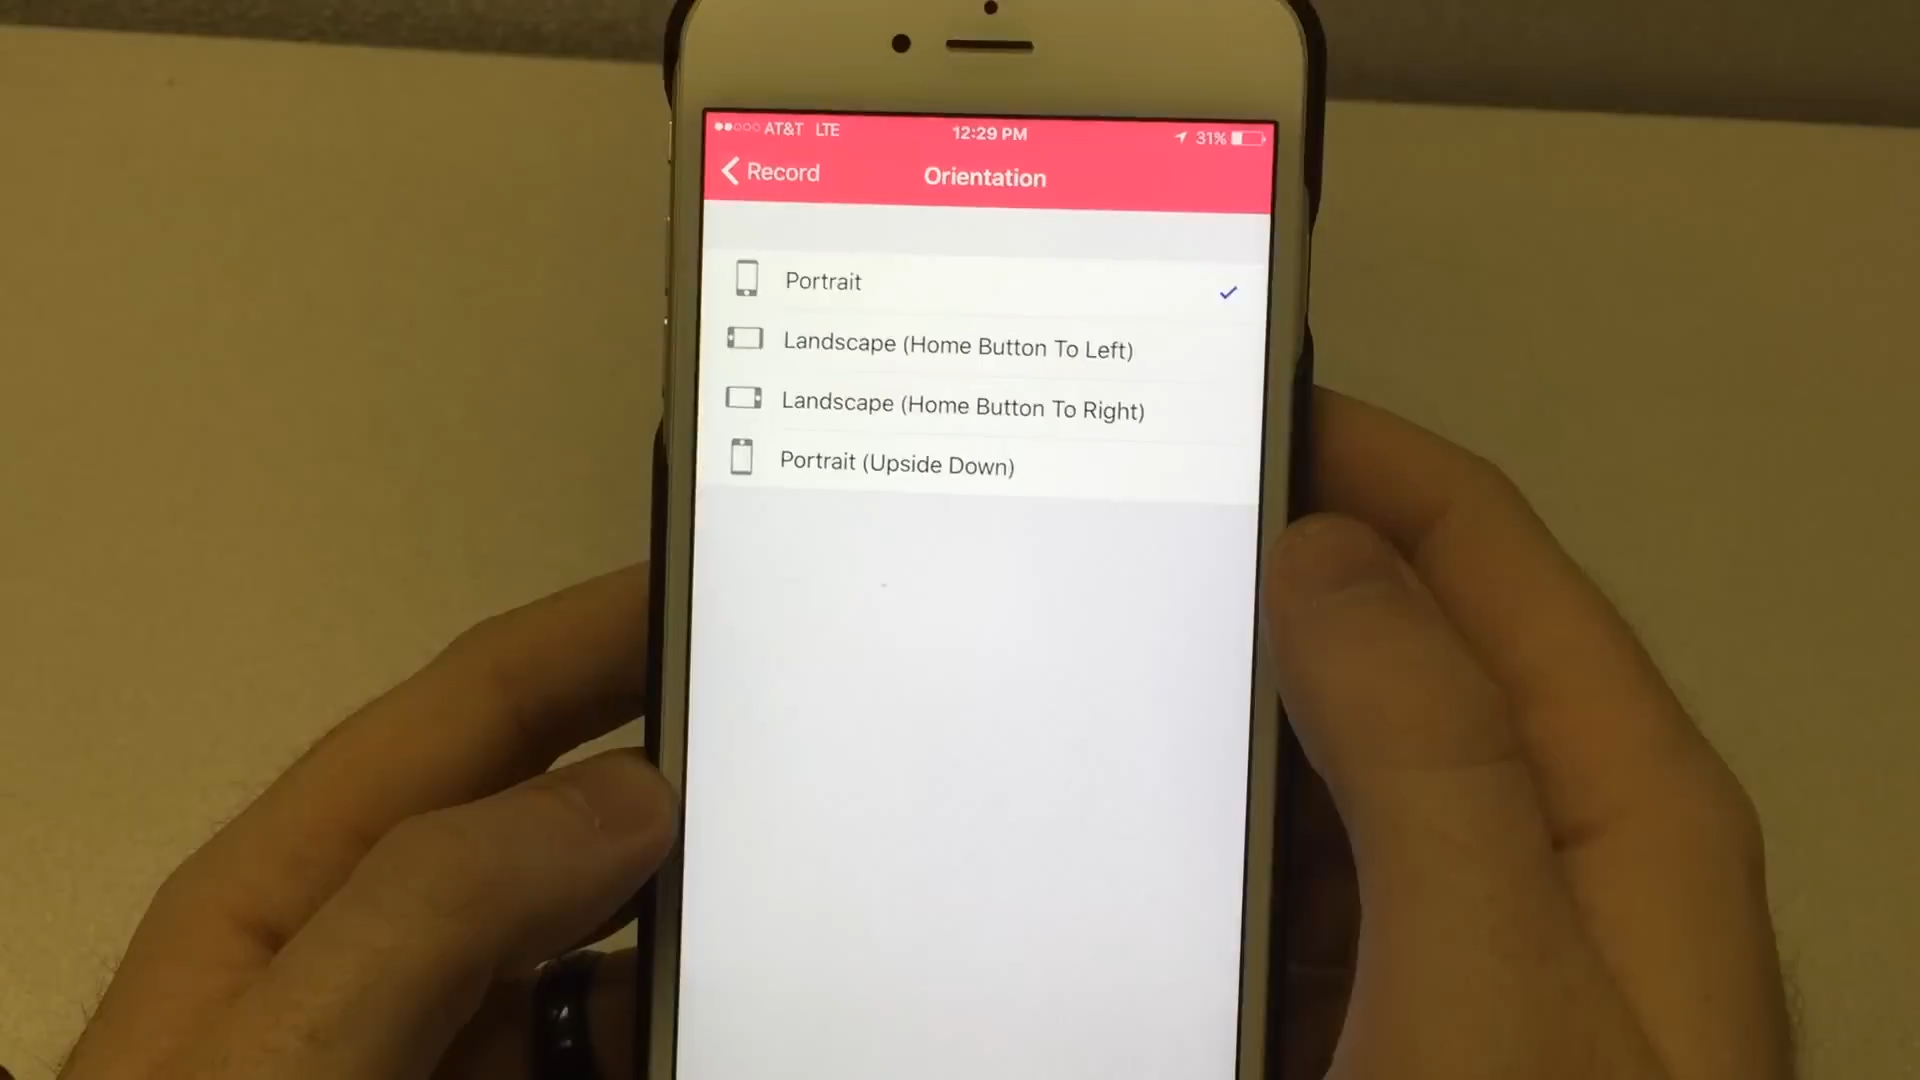 AT&T LTE 12:29 PM 31%
Record Orientation
Portrait
Landscape (Home Button To Left)
Landscape (Home Button To Right)
Portrait (Upside Down)